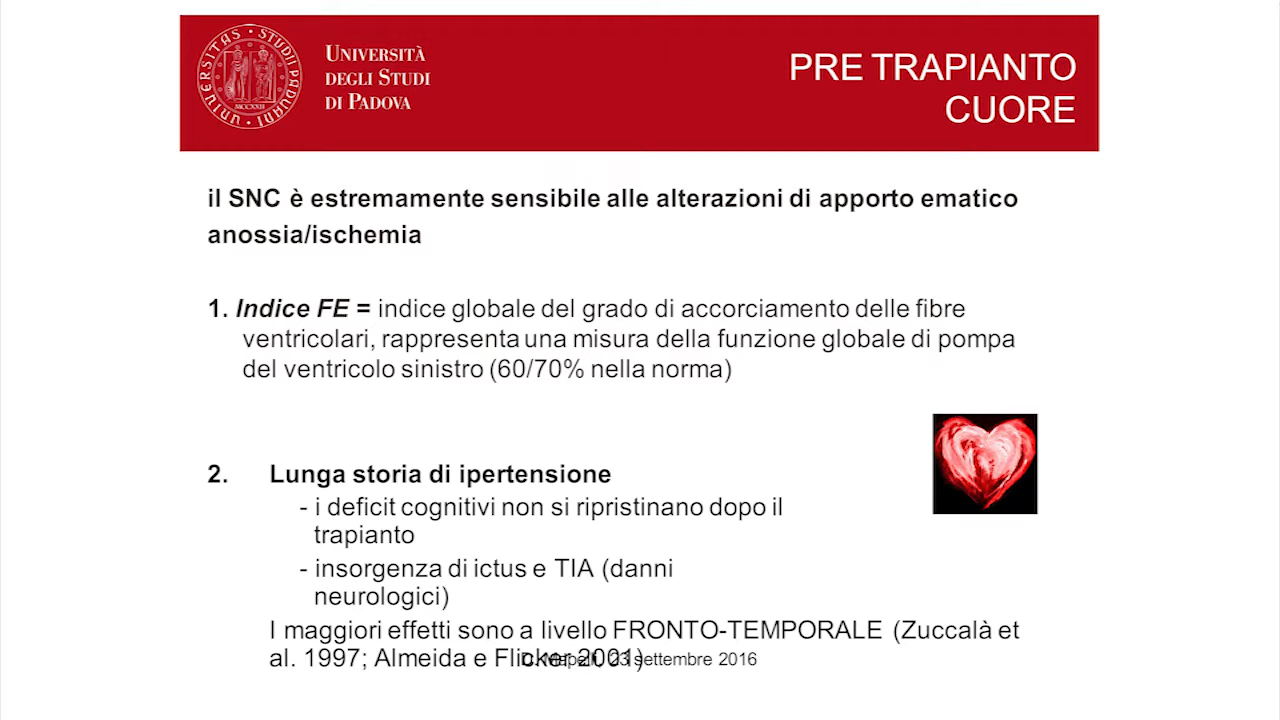 UNIVERSITAS STUDII PADUANI
MCCXXII
UNIVERSITÀ
DEGLI STUDI
DI PADOVA
PRE TRAPIANTO
CUORE
il SNC è estremamente sensibile alle alterazioni di apporto ematico
anossia/ischemia
1. Indice FE = indice globale del grado di accorciamento delle fibre
ventricolari, rappresenta una misura della funzione globale di pompa
del ventricolo sinistro (60/70% nella norma)
2. Lunga storia di ipertensione
- i deficit cognitivi non si ripristinano dopo il
trapianto
- insorgenza di ictus e TIA (danni
neurologici)
I maggiori effetti sono a livello FRONTO-TEMPORALE (Zuccalà et
al. 1997; Almeida e Flicker 2001)
D. Mapelli, 23 settembre 2016